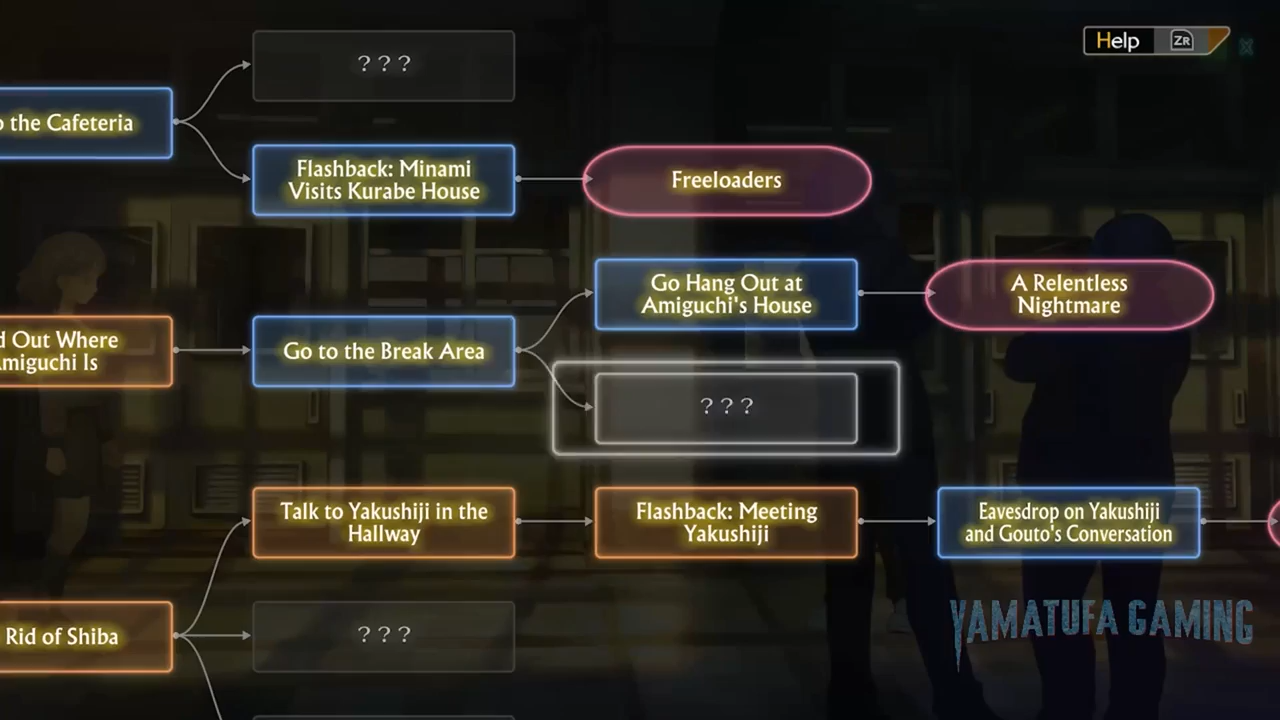 Help ZR
? ? ?
o the Cafeteria
Flashback: Minami
Visits Kurabe House
Freeloaders
Go Hang Out at
Amiguchi's House
A Relentless
Nightmare
d Out Where
miguchi Is
Go to the Break Area
? ? ?
Talk to Yakushiji in the
Hallway
Flashback: Meeting
Yakushiji
Eavesdrop on Yakushiji
and Gouto's Conversation
Rid of Shiba
? ? ?
YAMATUFA GAMING